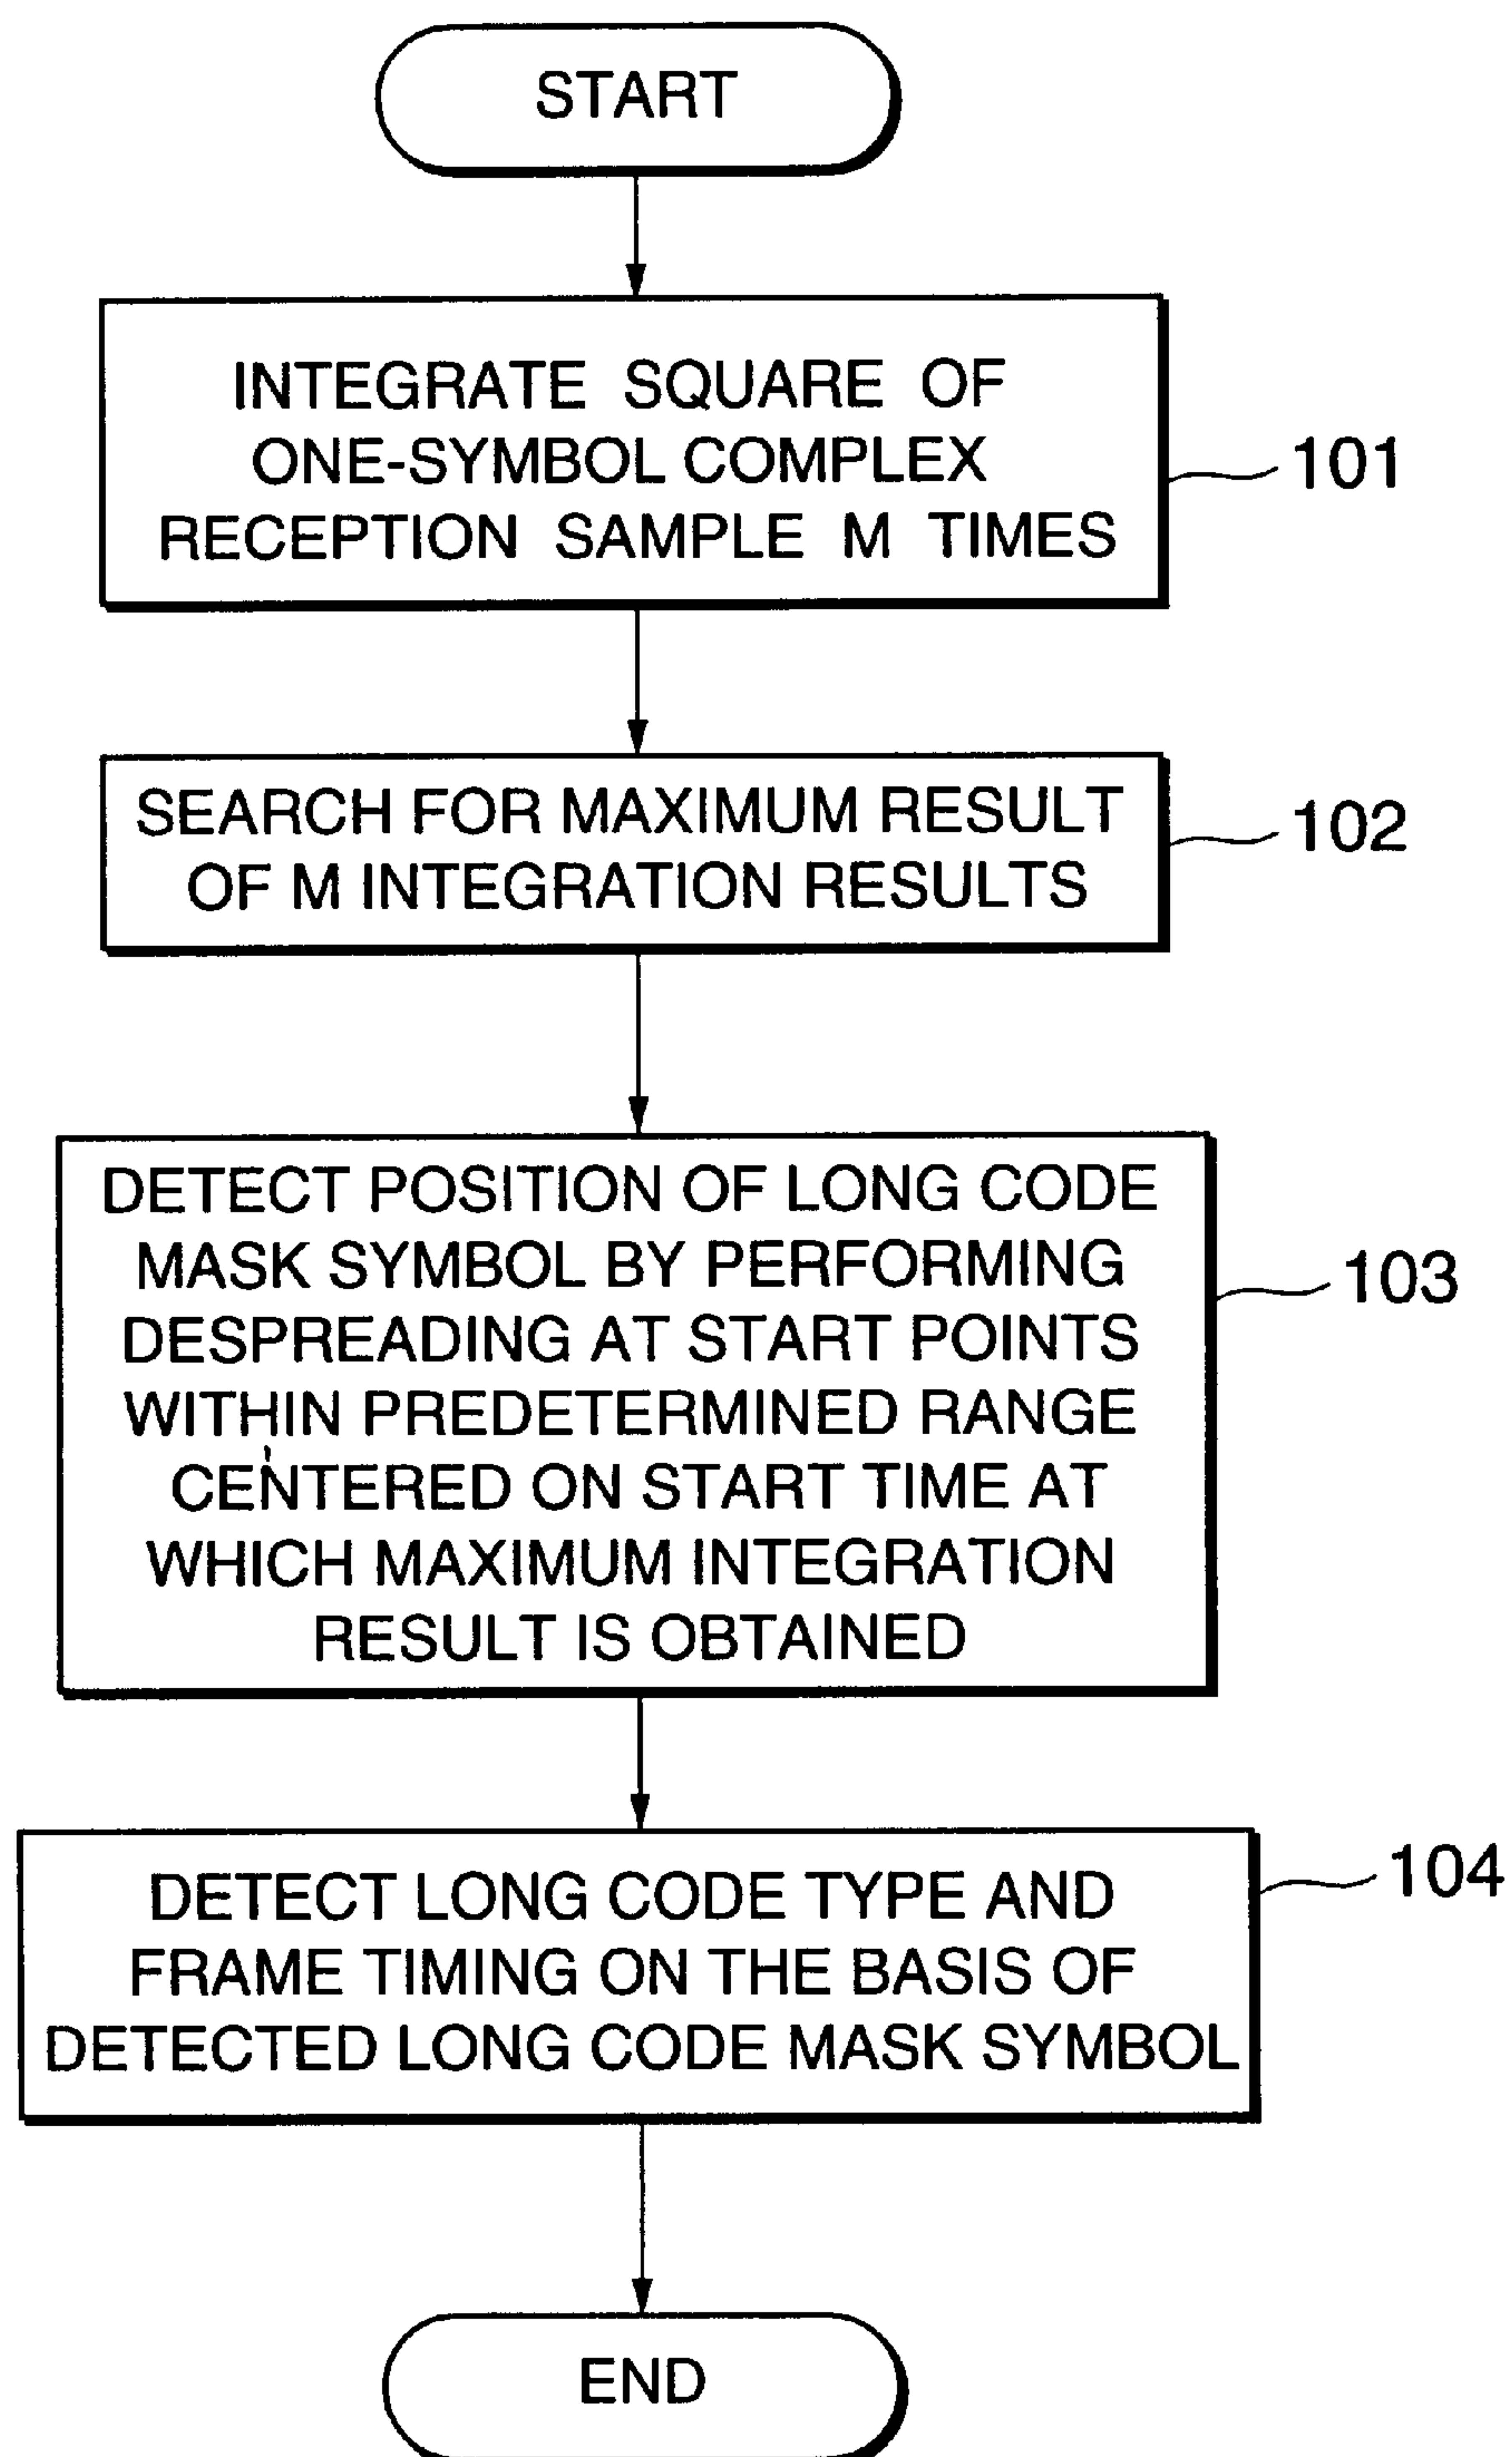 START
INTEGRATE SQUARE OF
ONE-SYMBOL COMPLEX
RECEPTION SAMPLE M TIMES
101
SEARCH FOR MAXIMUM RESULT
OF M INTEGRATION RESULTS
102
DETECT POSITION OF LONG CODE
MASK SYMBOL BY PERFORMING
DESPREADING AT START POINTS
WITHIN PREDETERMINED RANGE
CENTERED ON START TIME AT
WHICH MAXIMUM INTEGRATION
RESULT IS OBTAINED
103
DETECT LONG CODE TYPE AND
FRAME TIMING ON THE BASIS OF
DETECTED LONG CODE MASK SYMBOL
104
END